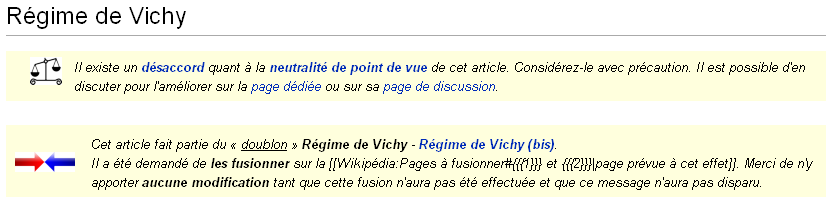 Régime de Vichy
Il existe un désaccord quant à la neutralité de point de vue de cet article. Considérez-le avec précaution. Il est possible d'en
discuter pour l'améliorer sur la page dédiée ou sur sa page de discussion.
Cet article fait partie du « doublon » Régime de Vichy - Régime de Vichy (bis).
Il a été demandé de les fusionner sur la [[Wikipédia:Pages à fusionner#{{{1}}} et {{{2}}}|page prévue à cet effet]]. Merci de n'y
apporter aucune modification tant que cette fusion n'aura pas été effectuée et que ce message n'aura pas disparu.